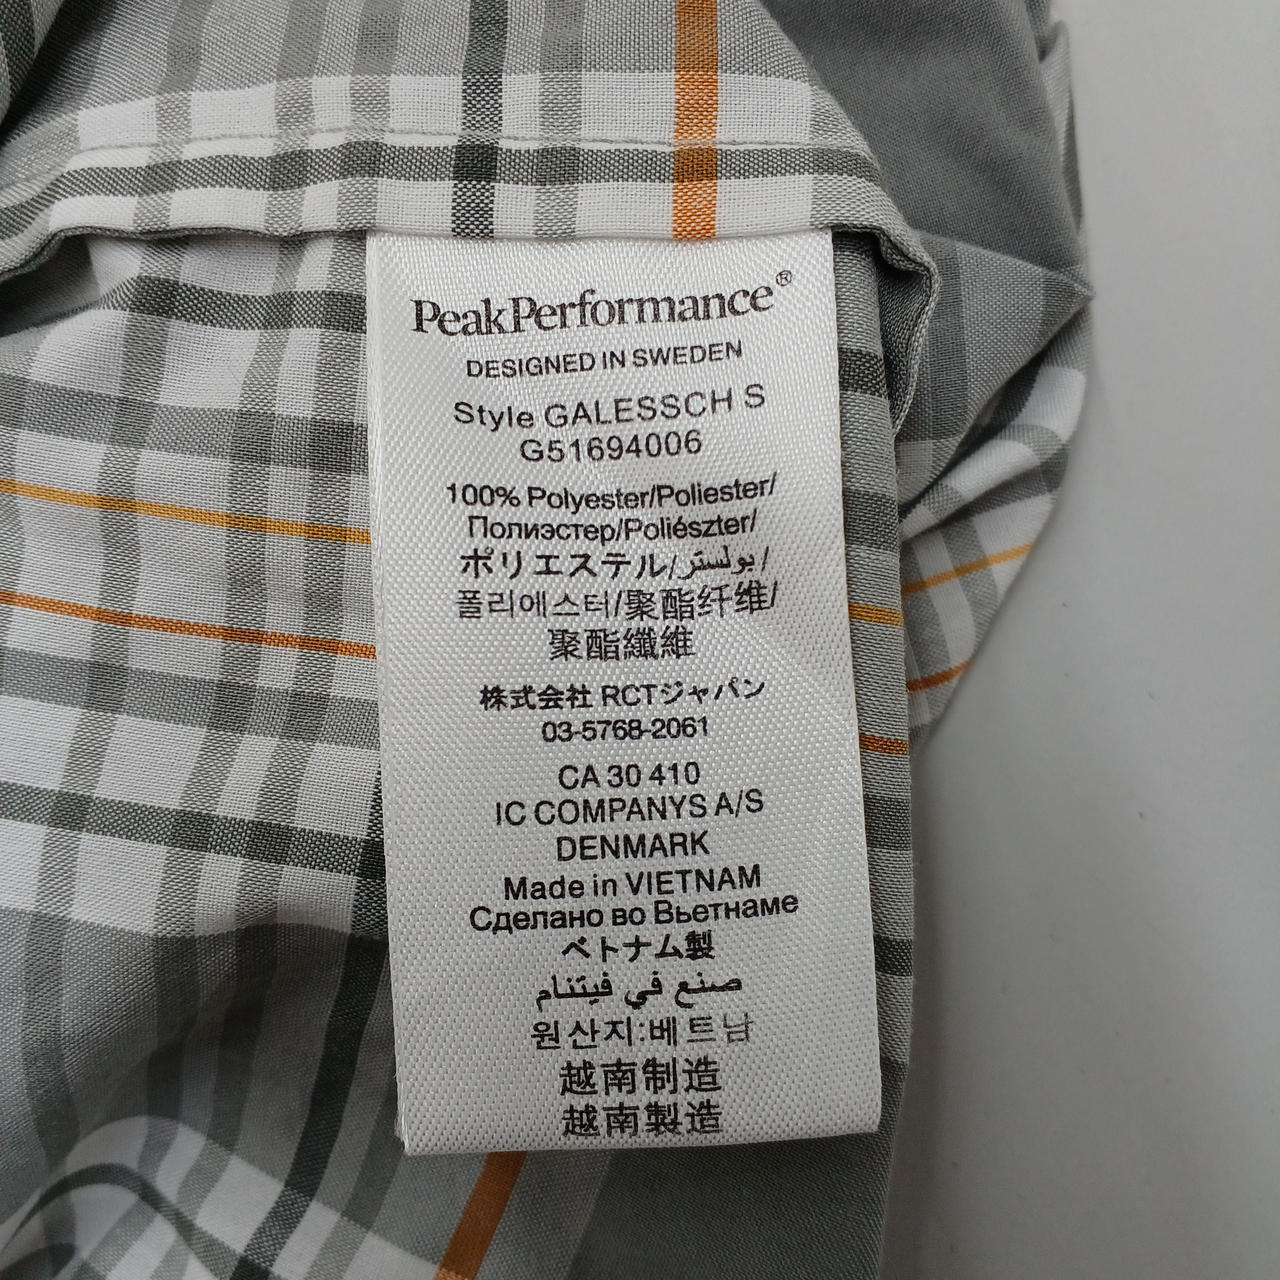 PeakPerformance®
DESIGNED IN SWEDEN
Style GALESSCH S
G51694006
100% Polyester/Poliester/
Полиэстер/Poliészter/
ポリエステル/بولستر/
폴리에스터/聚酯纤维/
聚酯纖維
株式会社 RCTジャパン
03-5768-2061
CA 30 410
IC COMPANYS A/S
DENMARK
Made in VIETNAM
Сделано во Вьетнаме
ベトナム製
صنع في فيتنام
원산지:베트남
越南制造
越南製造